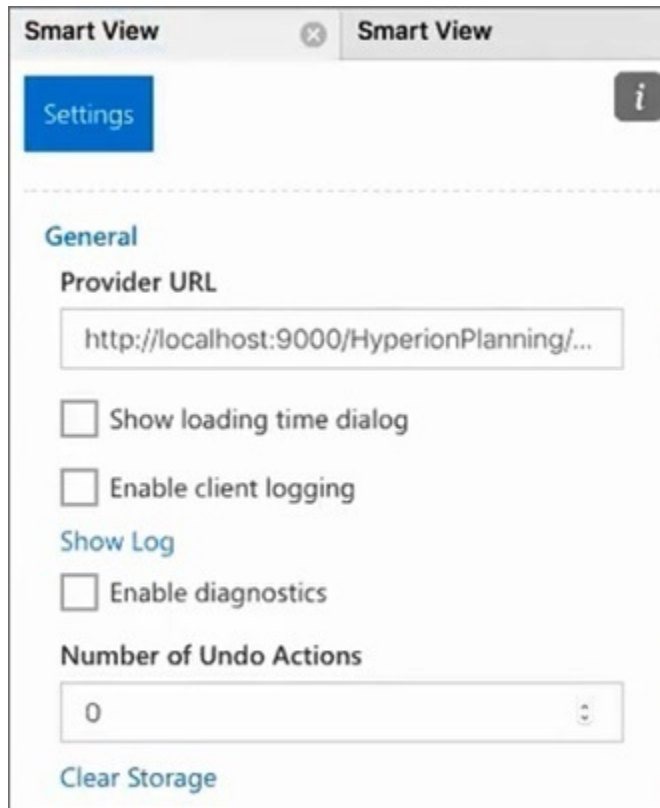 Smart View
Smart View
Settings
i
General
Provider URL
http://localhost:9000/HyperionPlanning/...
Show loading time dialog
Enable client logging
Show Log
Enable diagnostics
Number of Undo Actions
0
Clear Storage